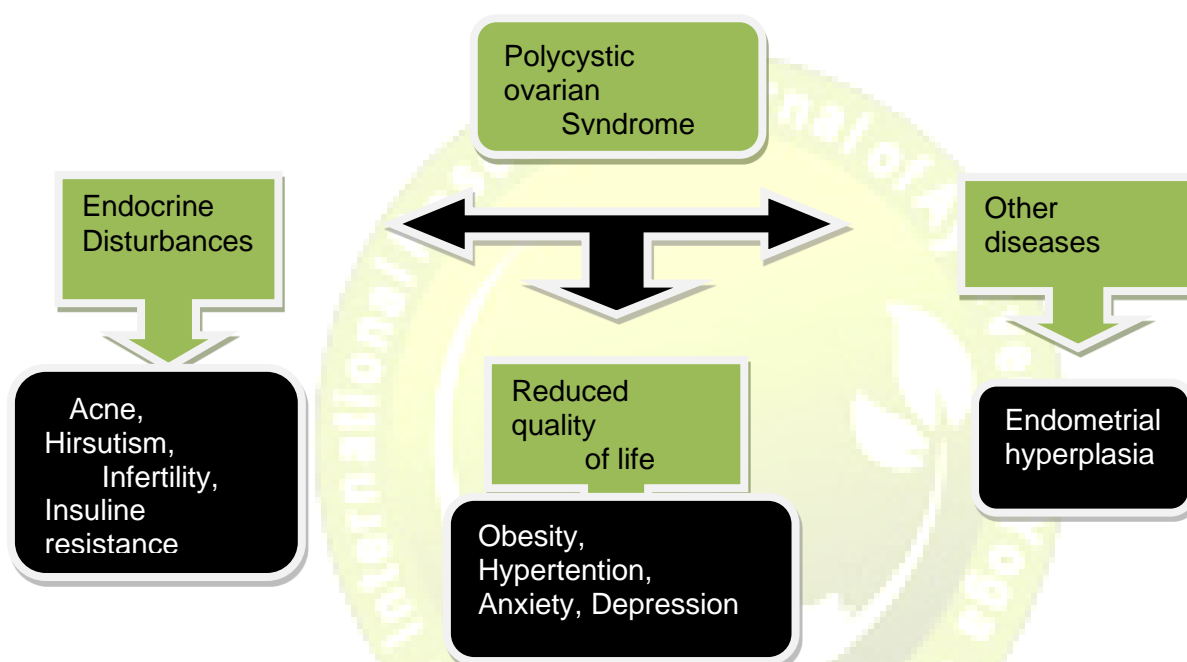 Polycystic
ovarian
Syndrome
Endocrine
Disturbances
Other
diseases
Acne,
Hirsutism,
Infertility,
Insuline
resistance
Reduced
quality
of life
Endometrial
hyperplasia
Obesity,
Hypertention,
Anxiety, Depression
International